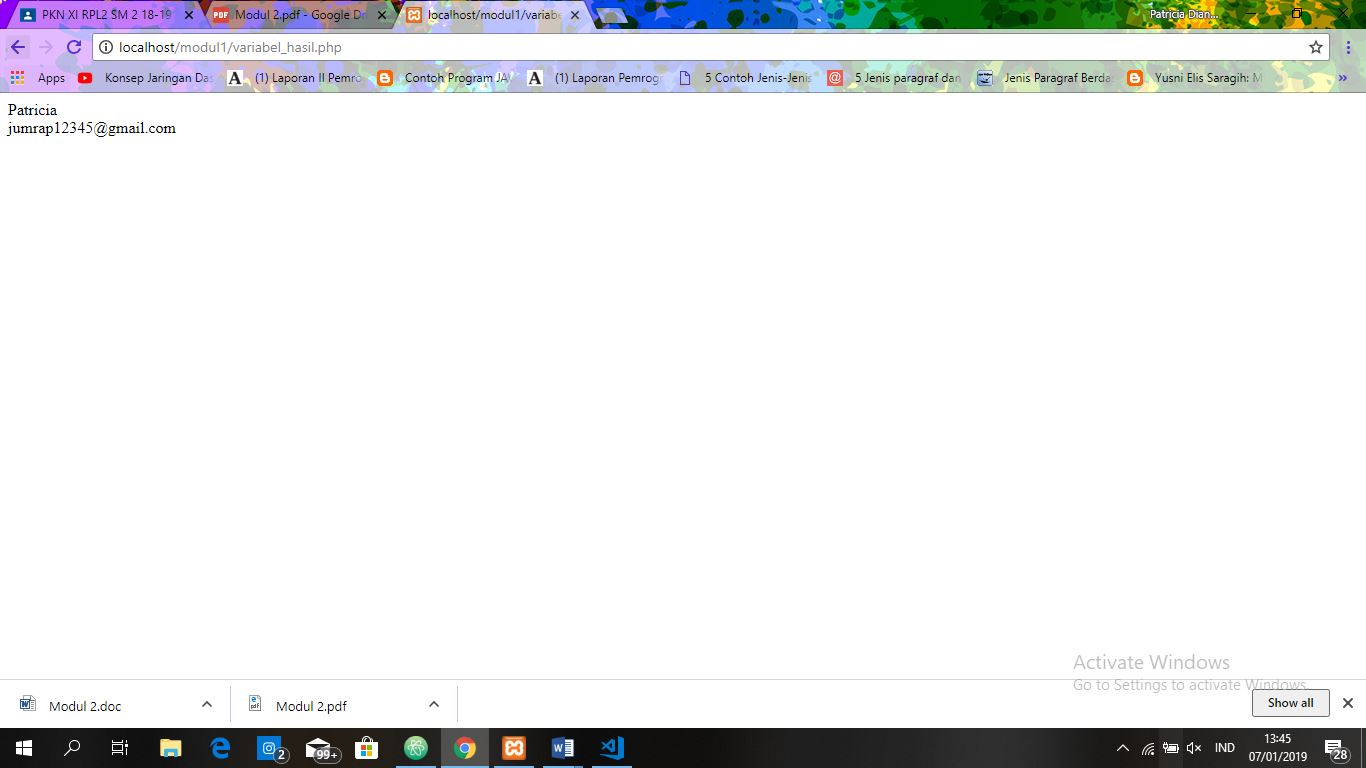 PKN XI RPL2 SM 2 18-19
Modul 2.pdf - Google Dri
localhost/modul1/variabe
Patricia Dian...
localhost/modul1/variabel_hasil.php
Apps
Konsep Jaringan Das
(1) Laporan II Pemro
Contoh Program JAV
(1) Laporan Pemrog
5 Contoh Jenis-Jenis
5 Jenis paragraf dan
Jenis Paragraf Berdas
Yusni Elis Saragih: M
»
Patricia
jumrap12345@gmail.com
Activate Windows
Go to Settings to activate Windows.
Modul 2.doc
Modul 2.pdf
Show all
2
99+
IND
13:45
07/01/2019
28